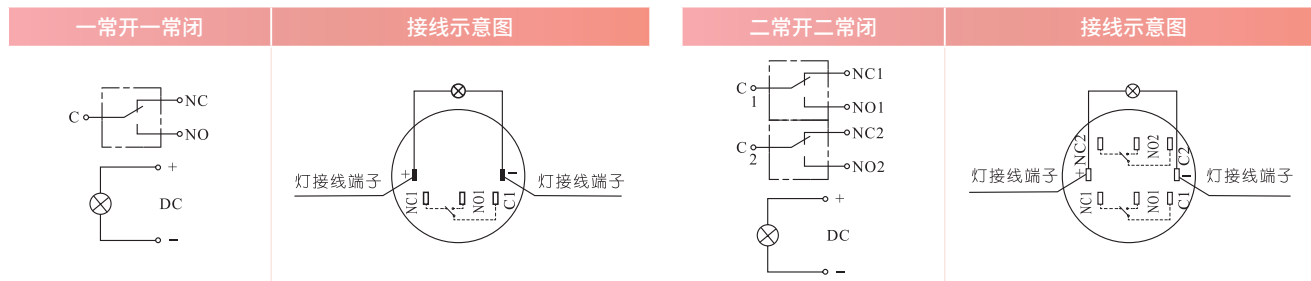 一常开一常闭
接线示意图
NC
C
NO
+
DC
−
+
−
灯接线端子
灯接线端子
NC1
NO1
C1
二常开二常闭
接线示意图
NC1
C
1
NO1
NC2
C
2
NO2
+
DC
−
NC2
NO2
C2
+
−
灯接线端子
灯接线端子
NC1
NO1
C1